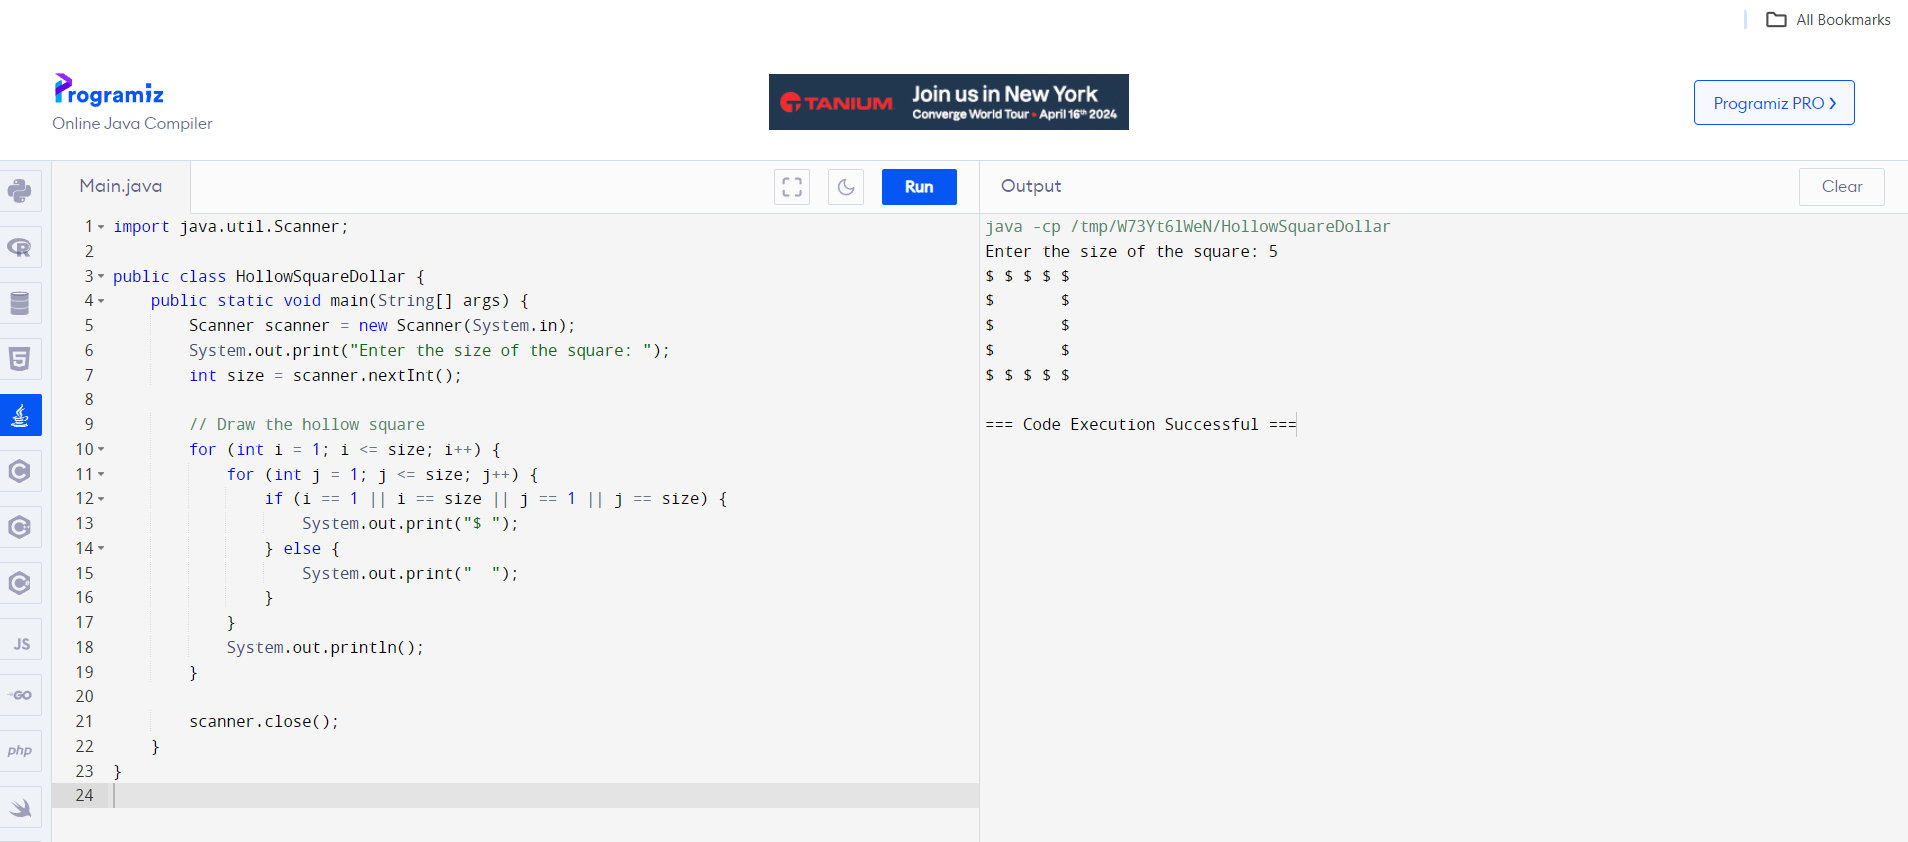 All Bookmarks
Programiz
Online Java Compiler
TANIUM
Join us in New York
Converge World Tour • April 16th 2024
Programiz PRO ›
Main.java
Run
Output
Clear
1 import java.util.Scanner;
2
3 public class HollowSquareDollar {
4     public static void main(String[] args) {
5         Scanner scanner = new Scanner(System.in);
6         System.out.print("Enter the size of the square: ");
7         int size = scanner.nextInt();
8
9         // Draw the hollow square
10         for (int i = 1; i <= size; i++) {
11             for (int j = 1; j <= size; j++) {
12                 if (i == 1 || i == size || j == 1 || j == size) {
13                     System.out.print("$ ");
14                 } else {
15                     System.out.print("  ");
16                 }
17             }
18             System.out.println();
19         }
20
21         scanner.close();
22     }
23 }
24
java -cp /tmp/W73Yt6lWeN/HollowSquareDollar
Enter the size of the square: 5
$ $ $ $ $
$       $
$       $
$       $
$ $ $ $ $
=== Code Execution Successful ===
R
5
C
C
C
JS
GO
php